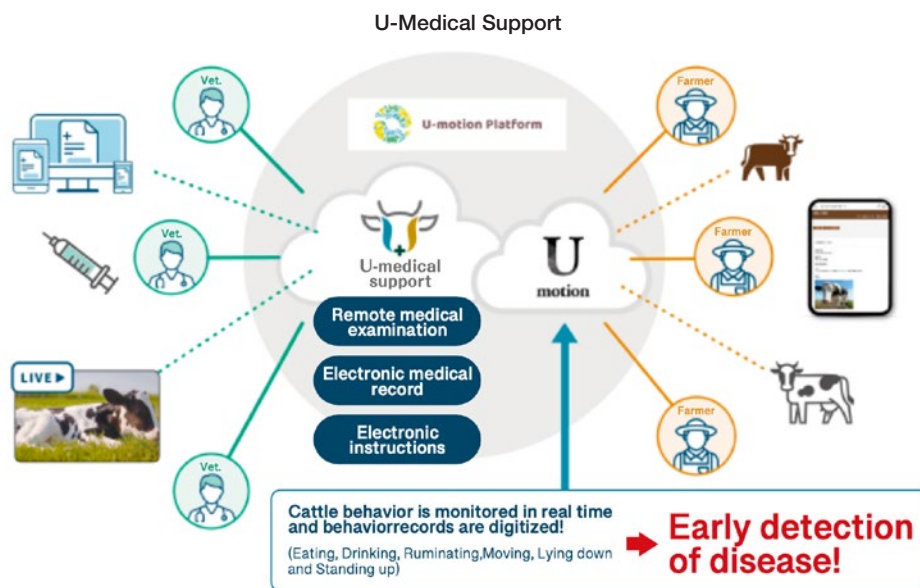 U-Medical Support
Vet.
Farmer
U-motion Platform
Vet.
Farmer
U-medical
support
U
motion
Remote medical
examination
LIVE
Electronic medical
record
Electronic
instructions
Farmer
Vet.
Cattle behavior is monitored in real time
and behaviorrecords are digitized!
(Eating, Drinking, Ruminating,Moving, Lying down
and Standing up)
Early detection
of disease!